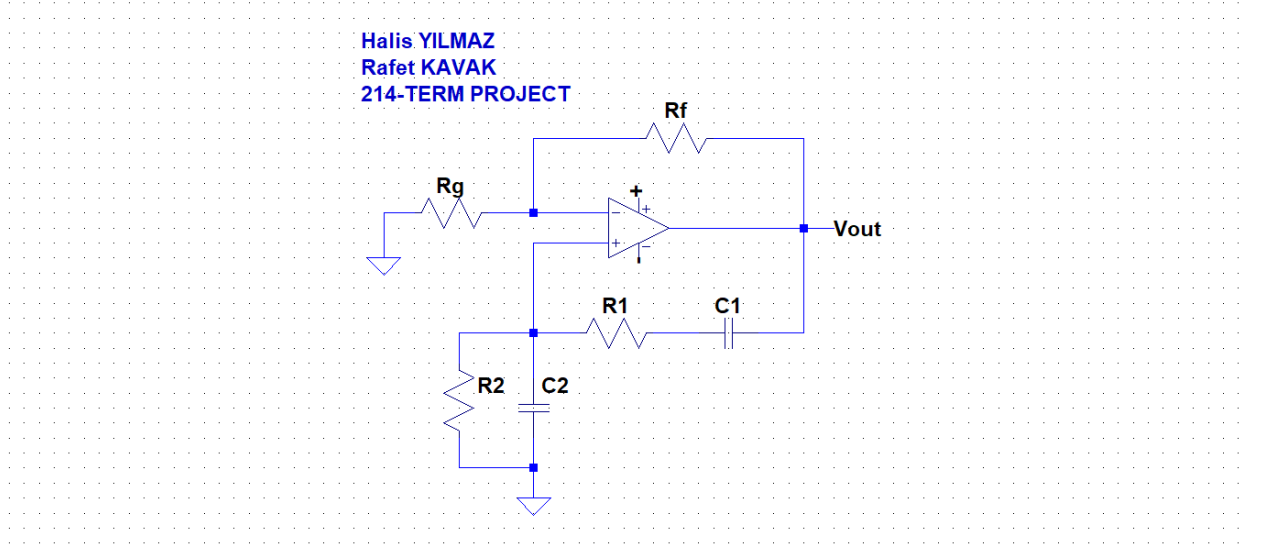 Halis YILMAZ
Rafet KAVAK
214-TERM PROJECT
Rf
Rg
+
+
-
+
-
-
Vout
R1
C1
R2
C2